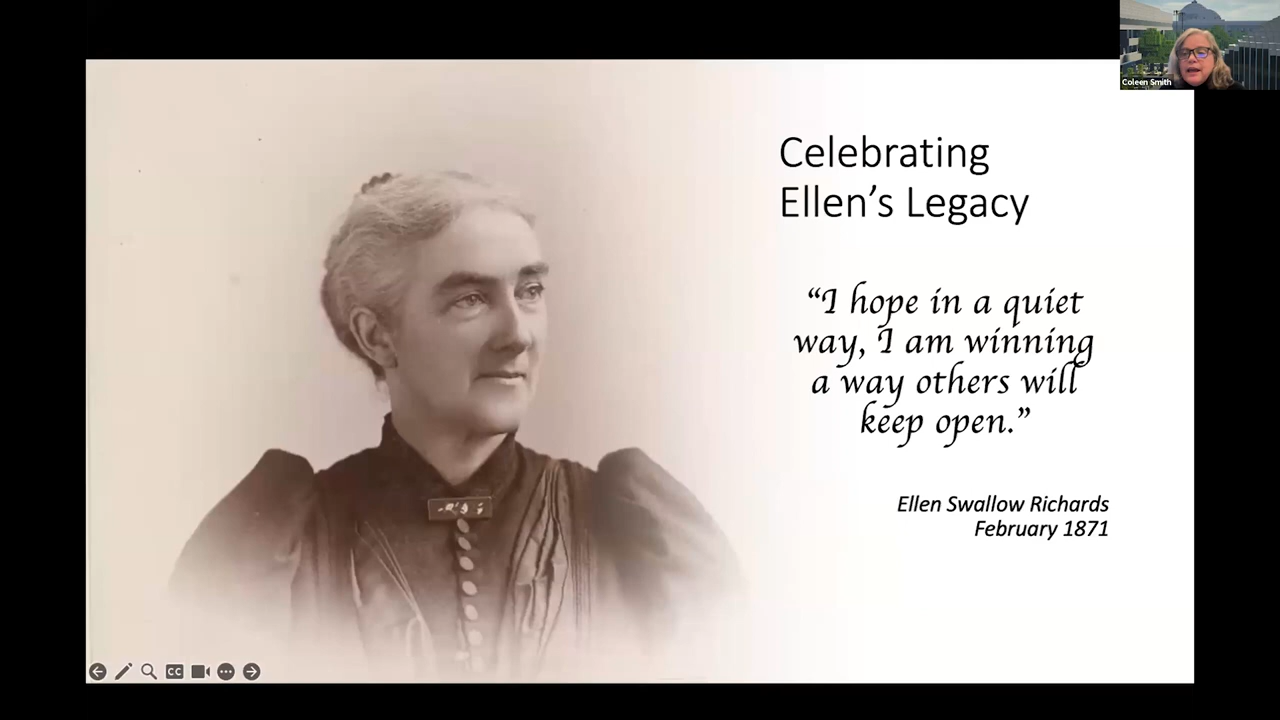 Coleen Smith
Celebrating
Ellen’s Legacy
“I hope in a quiet
way, I am winning
a way others will
keep open.”
Ellen Swallow Richards
February 1871
CC